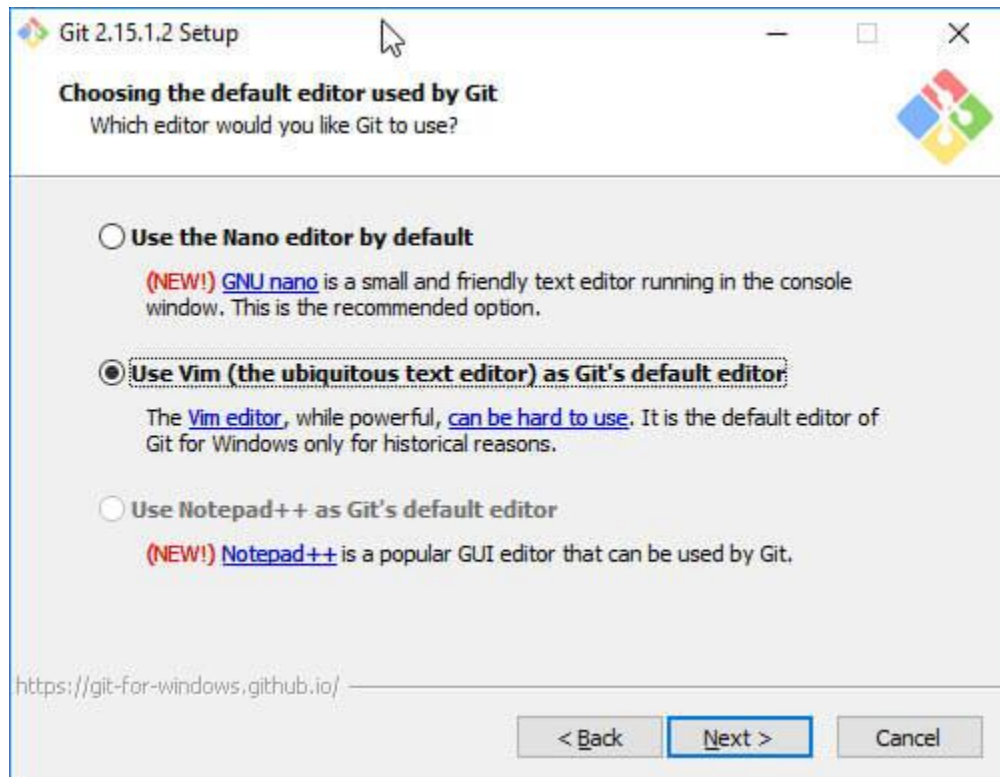 Git 2.15.1.2 Setup
Choosing the default editor used by Git
Which editor would you like Git to use?
Use the Nano editor by default
(NEW!) GNU nano is a small and friendly text editor running in the console
window. This is the recommended option.
Use Vim (the ubiquitous text editor) as Git's default editor
The Vim editor, while powerful, can be hard to use. It is the default editor of
Git for Windows only for historical reasons.
Use Notepad++ as Git's default editor
(NEW!) Notepad++ is a popular GUI editor that can be used by Git.
https://git-for-windows.github.io/
< Back
Next >
Cancel